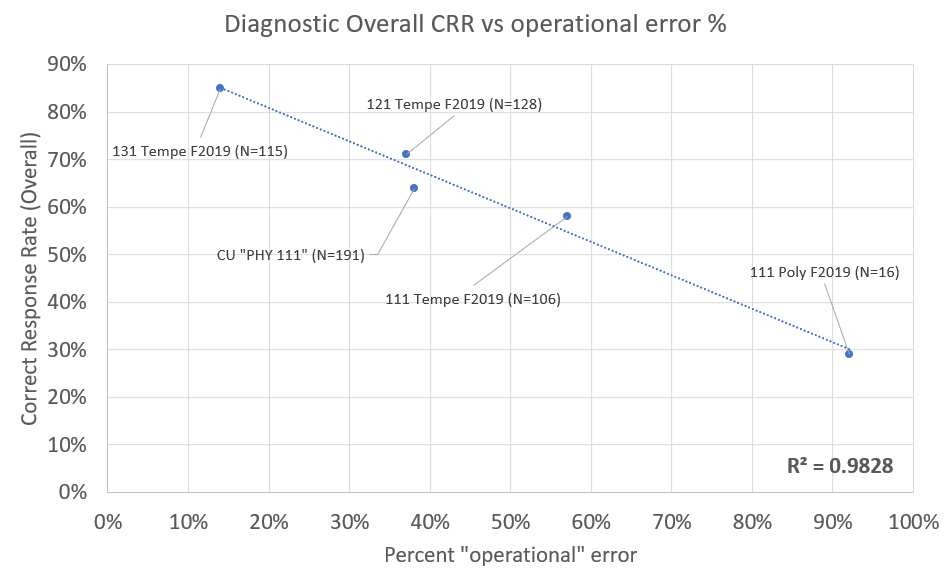 Diagnostic Overall CRR vs operational error %
90%
80%
70%
60%
50%
40%
30%
20%
10%
0%
Correct Response Rate (Overall)
121 Tempe F2019 (N=128)
131 Tempe F2019 (N=115)
CU "PHY 111" (N=191)
111 Poly F2019 (N=16)
111 Tempe F2019 (N=106)
R² = 0.9828
0% 10% 20% 30% 40% 50% 60% 70% 80% 90% 100%
Percent "operational" error